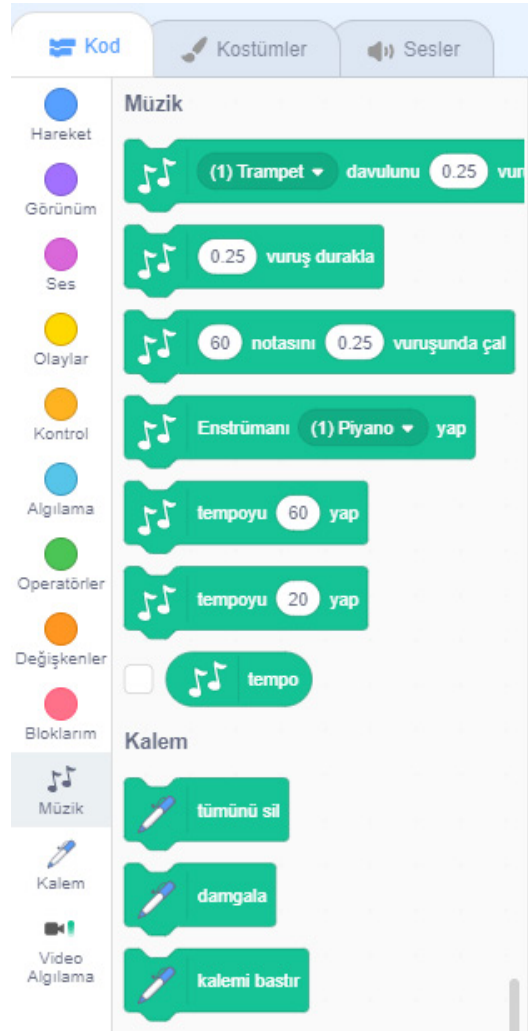 Kod
Kostümler
Sesler
Hareket
Görünüm
Ses
Olaylar
Kontrol
Algılama
Operatörler
Değişkenler
Bloklarım
Müzik
Kalem
Video
Algılama
Müzik
(1) Trampet davulunu 0.25
0.25 vuruş durakla
60 notasını 0.25 vuruşunda çal
Enstrümanı (1) Piyano yap
tempoyu 60 yap
tempoyu 20 yap
tempo
Kalem
tümünü sil
damgala
kalemi bastır